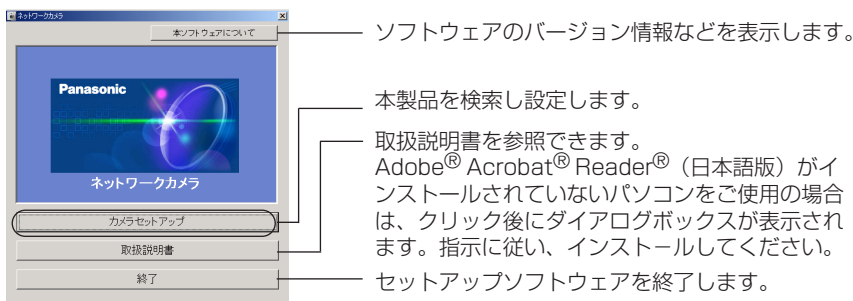 ネットワークカメラ
本ソフトウェアについて
ソフトウェアのバージョン情報などを表示します。
Panasonic
ネットワークカメラ
本製品を検索し設定します。
取扱説明書を参照できます。
Adobe® Acrobat® Reader®（日本語版）がイ
ンストールされていないパソコンをご使用の場合
は、クリック後にダイアログボックスが表示され
ます。指示に従い、インストールしてください。
カメラセットアップ
取扱説明書
終了
セットアップソフトウェアを終了します。